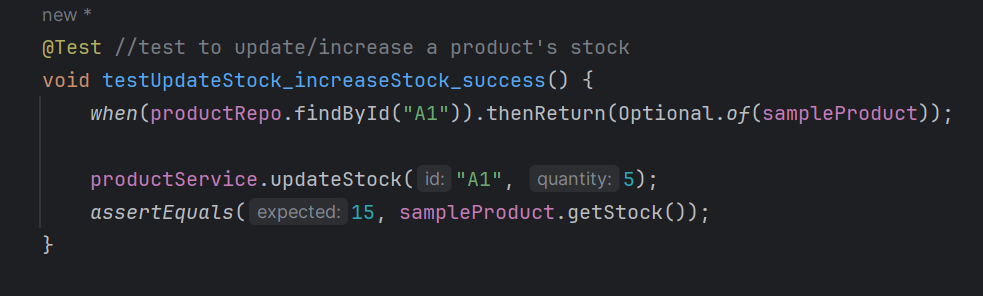 new *
@Test //test to update/increase a product's stock
void testUpdateStock_increaseStock_success() {
when(productRepo.findById("A1")).thenReturn(Optional.of(sampleProduct));
productService.updateStock( id: "A1", quantity: 5);
assertEquals( expected: 15, sampleProduct.getStock());
}